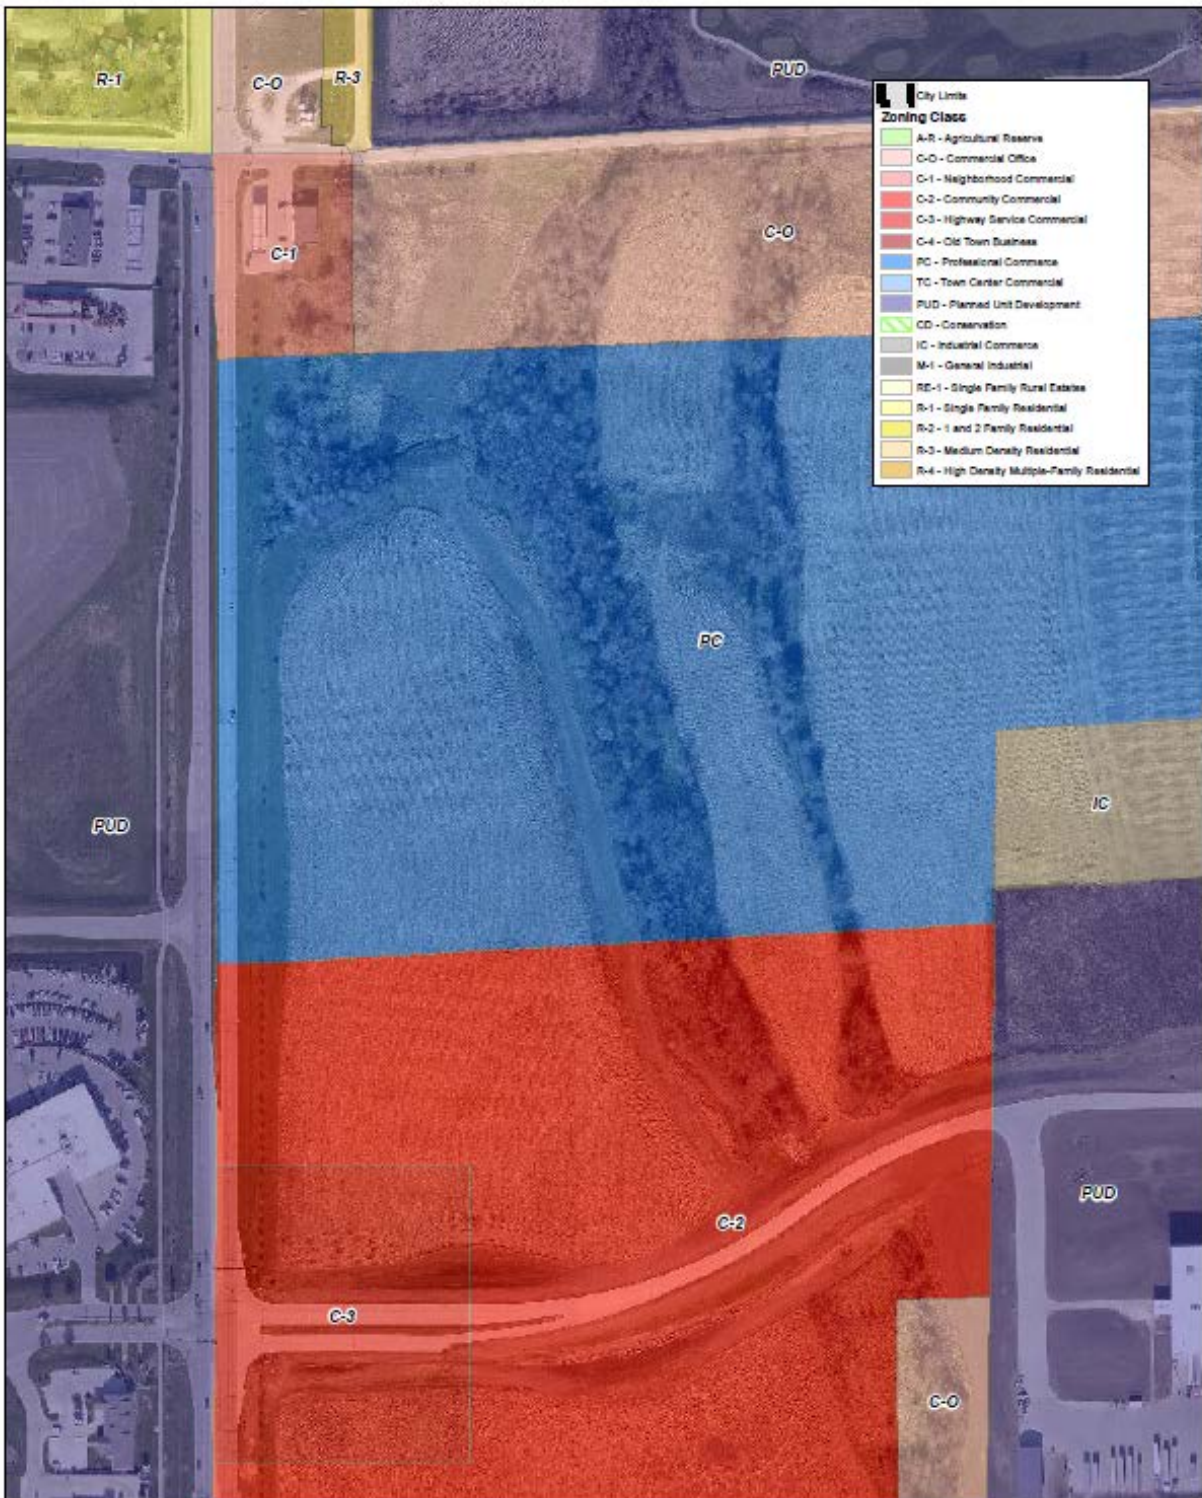 R-1
C-O
R-3
PUD
City Limits
Zoning Class
A-R - Agricultural Reserve
C-O - Commercial Office
C-1 - Neighborhood Commercial
C-2 - Community Commercial
C-3 - Highway Service Commercial
C-4 - Old Town Business
PC - Professional Commerce
TC - Town Center Commercial
PUD - Planned Unit Development
CD - Conservation
IC - Industrial Commerce
M-1 - General Industrial
RE-1 - Single Family Rural Estates
R-1 - Single Family Residential
R-2 - 1 and 2 Family Residential
R-3 - Medium Density Residential
R-4 - High Density Multiple-Family Residential
C-O
C-1
PC
IC
PUD
PUD
C-2
C-3
C-O